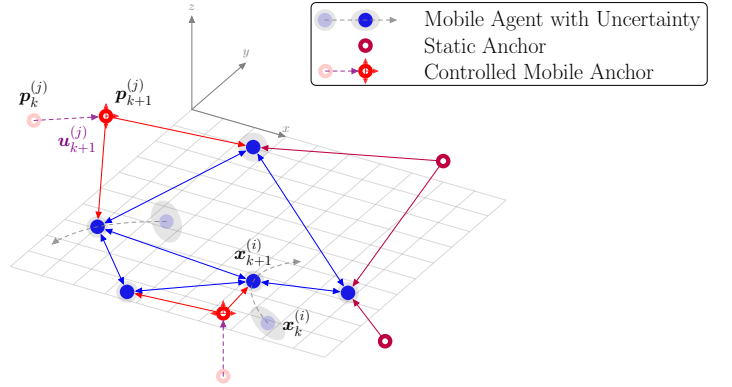 Mobile Agent with Uncertainty
Static Anchor
Controlled Mobile Anchor
z
y
x
p_k^{(j)}
p_{k+1}^{(j)}
u_{k+1}^{(j)}
x_{k+1}^{(i)}
x_k^{(i)}